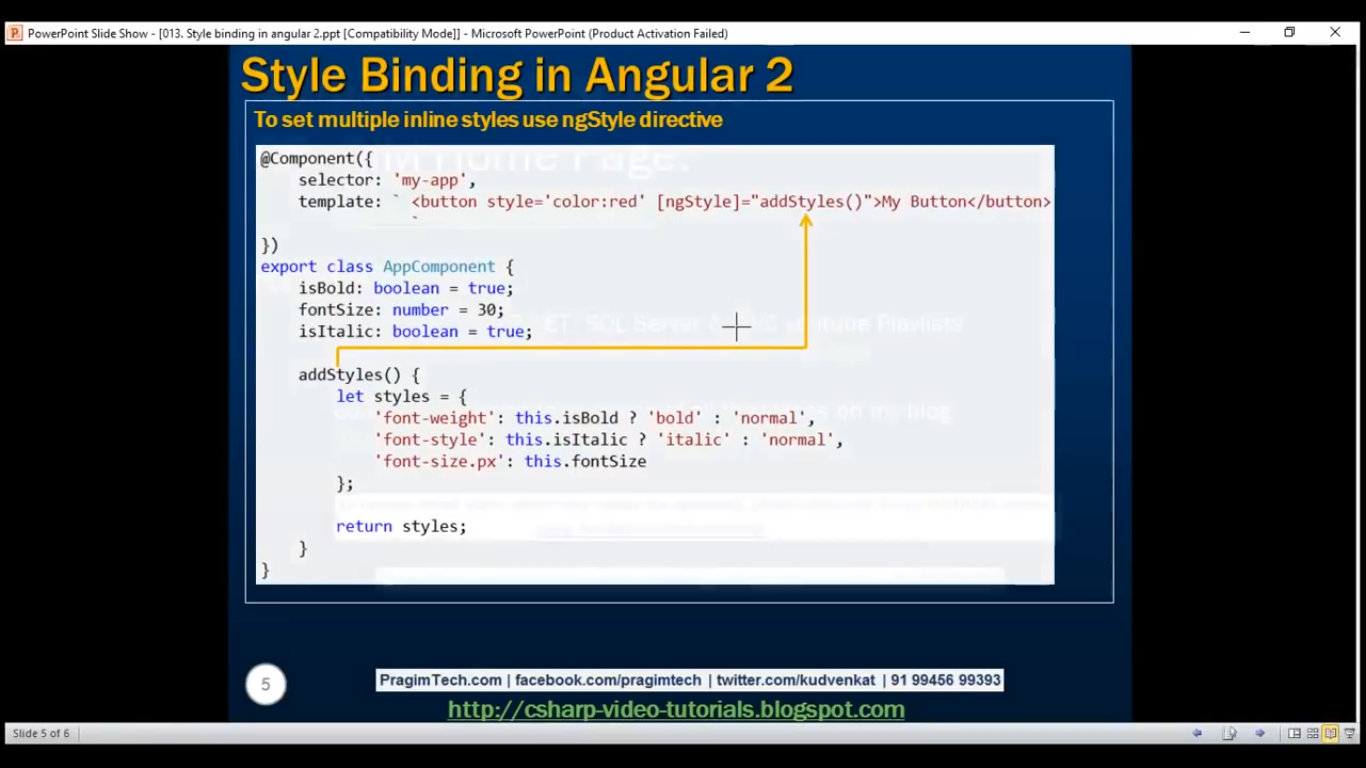 PowerPoint Slide Show - [013. Style binding in angular 2.ppt [Compatibility Mode]] - Microsoft PowerPoint (Product Activation Failed)
Style Binding in Angular 2
To set multiple inline styles use ngStyle directive
@Component({
selector: 'my-app',
template: ` <button style='color:red' [ngStyle]="addStyles()">My Button</button>
`
})
export class AppComponent {
isBold: boolean = true;
fontSize: number = 30;
isItalic: boolean = true;
addStyles() {
let styles = {
'font-weight': this.isBold ? 'bold' : 'normal',
'font-style': this.isItalic ? 'italic' : 'normal',
'font-size.px': this.fontSize
};
return styles;
}
}
5
PragimTech.com | facebook.com/pragimtech | twitter.com/kudvenkat | 91 99456 99393
http://csharp-video-tutorials.blogspot.com
Slide 5 of 6